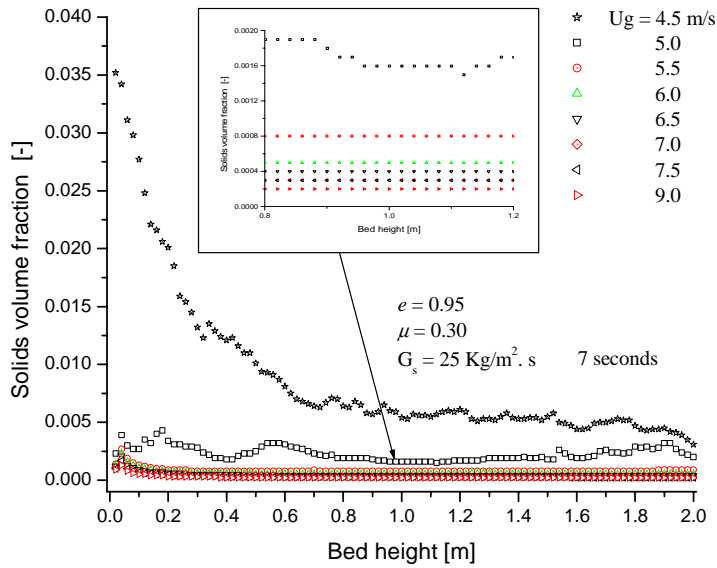 Ug = 4.5 m/s
5.0
5.5
6.0
6.5
7.0
7.5
9.0
0.040
0.035
0.030
0.025
0.020
0.015
0.010
0.005
0.000
Solids volume fraction [-]
0.0020
0.0016
0.0012
0.0008
0.0004
0.0000
Solids volume fraction [-]
0.8
1.0
1.2
Bed height [m]
e = 0.95
μ = 0.30
Gs = 25 Kg/m². s 7 seconds
0.0 0.2 0.4 0.6 0.8 1.0 1.2 1.4 1.6 1.8 2.0
Bed height [m]